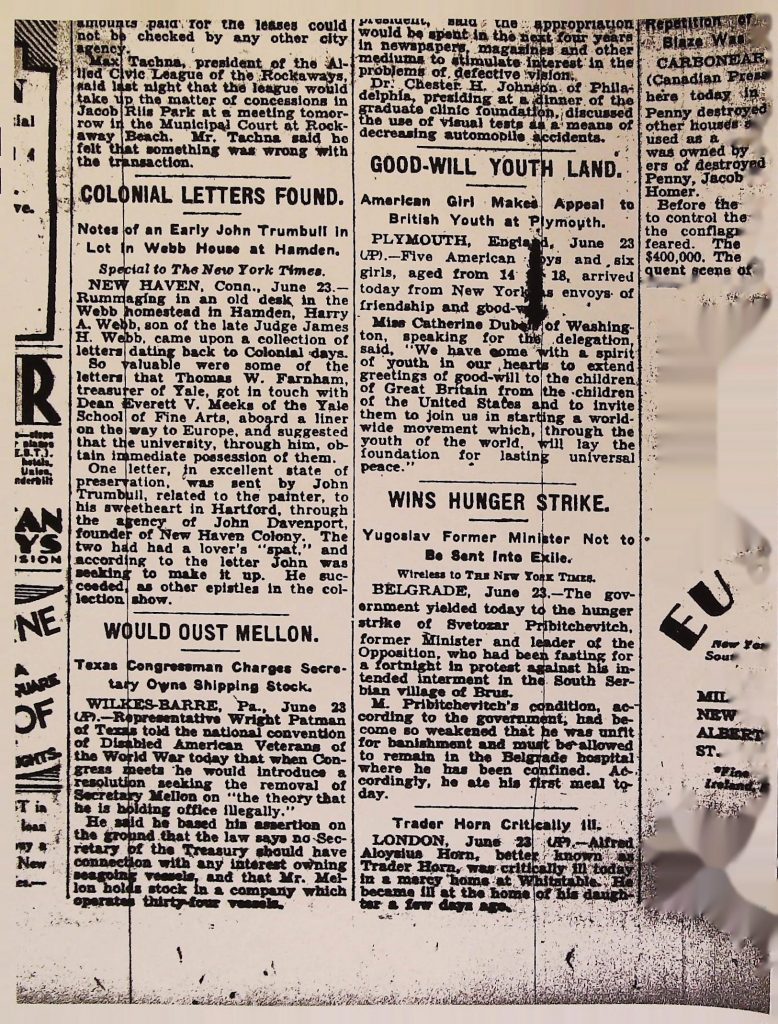 amounts paid for the leases could
not be checked by any other city
agency.
Max Tachna, president of the Al-
lied Civic League of the Rockaways,
said last night that the league would
take up the matter of concessions in
Jacob Riis Park at a meeting tomor-
row in the Municipal Court at Rock-
away Beach. Mr. Tachna said he
felt that something was wrong with
the transaction.
COLONIAL LETTERS FOUND.
Notes of an Early John Trumbull in
Lot in Webb House at Hamden.
Special to The New York Times.
NEW HAVEN, Conn., June 23.—
Rummaging in an old desk in the
Webb homestead in Hamden, Harry
A. Webb, son of the late Judge James
H. Webb, came upon a collection of
letters dating back to Colonial days.
So valuable were some of the
letters that Thomas W. Farnham,
treasurer of Yale, got in touch with
Dean Everett V. Meeks of the Yale
School of Fine Arts, aboard a liner
on the way to Europe, and suggested
that the university, through him, ob-
tain immediate possession of them.
One letter, in excellent state of
preservation, was sent by John
Trumbull, related to the painter, to
his sweetheart in Hartford, through
the agency of John Davenport,
founder of New Haven Colony. The
two had had a lover's "spat," and
according to the letter John was
seeking to make it up. He suc-
ceeded, as other epistles in the col-
lection show.
WOULD OUST MELLON.
Texas Congressman Charges Secre-
tary Owns Shipping Stock.
WILKES-BARRE, Pa., June 23
(AP).—Representative Wright Patman
of Texas told the national convention
of Disabled American Veterans of
the World War today that when Con-
gress meets he would introduce a
resolution seeking the removal of
Secretary Mellon on "the theory that
he is holding office illegally."
He said he based his assertion on
the ground that the law says no Sec-
retary of the Treasury should have
connection with any interest owning
seagoing vessels, and that Mr. Mel-
lon holds stock in a company which
operates thirty-four vessels.
president, said the appropriation
would be spent in the next four years
in newspapers, magazines and other
mediums to stimulate interest in the
problems of defective vision.
Dr. Chester H. Johnson of Phila-
delphia, presiding at a dinner of the
graduate clinic foundation, discussed
the use of visual tests as a means of
decreasing automobile accidents.
GOOD-WILL YOUTH LAND.
American Girl Makes Appeal to
British Youth at Plymouth.
PLYMOUTH, England, June 23
(AP).—Five American boys and six
girls, aged from 14 18, arrived
today from New York as envoys of
friendship and
Miss Catherine of Washing-
ton, speaking for the delegation,
said, "We have come with a spirit
of youth in our hearts to extend
greetings of good-will to the children
of Great Britain from the children
of the United States and to invite
them to join us in starting a world-
wide movement which, through the
youth of the world, will lay the
foundation for lasting universal
peace."
WINS HUNGER STRIKE.
Yugoslav Former Minister Not to
Be Sent Into Exile.
Wireless to THE NEW YORK TIMES.
BELGRADE, June 23.—The gov-
ernment yielded today to the hunger
strike of Svetozar Pribitchevitch,
former Minister and leader of the
Opposition, who had been fasting for
a fortnight in protest against his in-
tended interment in the South Ser-
bian village of Brus.
M. Pribitchevitch's condition, ac-
cording to the government, had be-
come so weakened that he was unfit
for banishment and must be allowed
to remain in the Belgrade hospital
where he has been confined. Ac-
cordingly, he ate his first meal to-
day.
Trader Horn Critically Ill.
LONDON, June 23 (AP).—Alfred
Aloysius Horn, better known as
Trader Horn, was critically ill today
in a mercy home at Whitstable. He
became ill at the home of his daugh-
ter a few days ago.
Repetition of
Blaze Was
CARBONEAR
(Canadian Press
here today in
Penny destroyed
other houses
used as a
was owned by
ers of destroyed
Penny, Jacob
Homer.
Before the
to control the
the conflag
feared. The
$400,000. The
quent scene of
EU
New Yo
Sout
MIL
NEW
ALBERT
ST.
"Fine
Ireland,